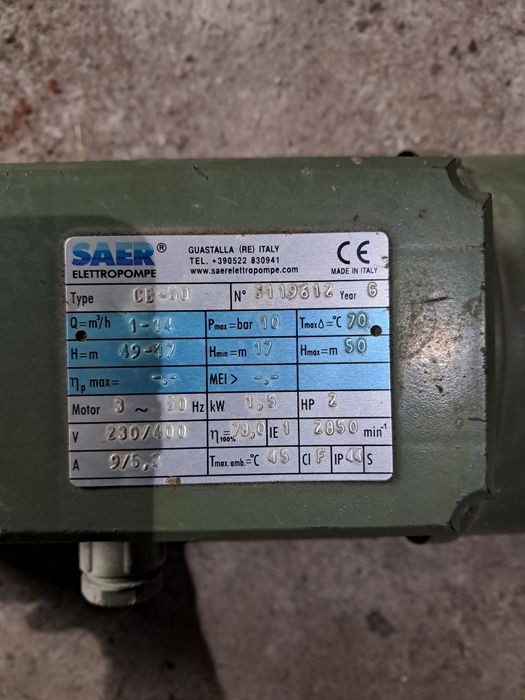 SAER®
ELETTROPOMPE
GUASTALLA (RE) ITALY
TEL. +390522 830941
www.saerelettropompe.com
CE
MADE IN ITALY
Type CB-50 N° 3119612 Year 6
Q=m³/h 1-14 Pmax=bar 10 TmaxΔ=°C 70
H=m 49-17 Hmin=m 17 Hmax=m 50
ηp max= -.- MEI > -.-
Motor 3 ~ 50 Hz kW 1,5 HP 2
V 230/400 η100%=78,0 IE 1 2850 min⁻¹
A 9/5,2 Tmax.amb.=°C 45 Cl F IP 44 S